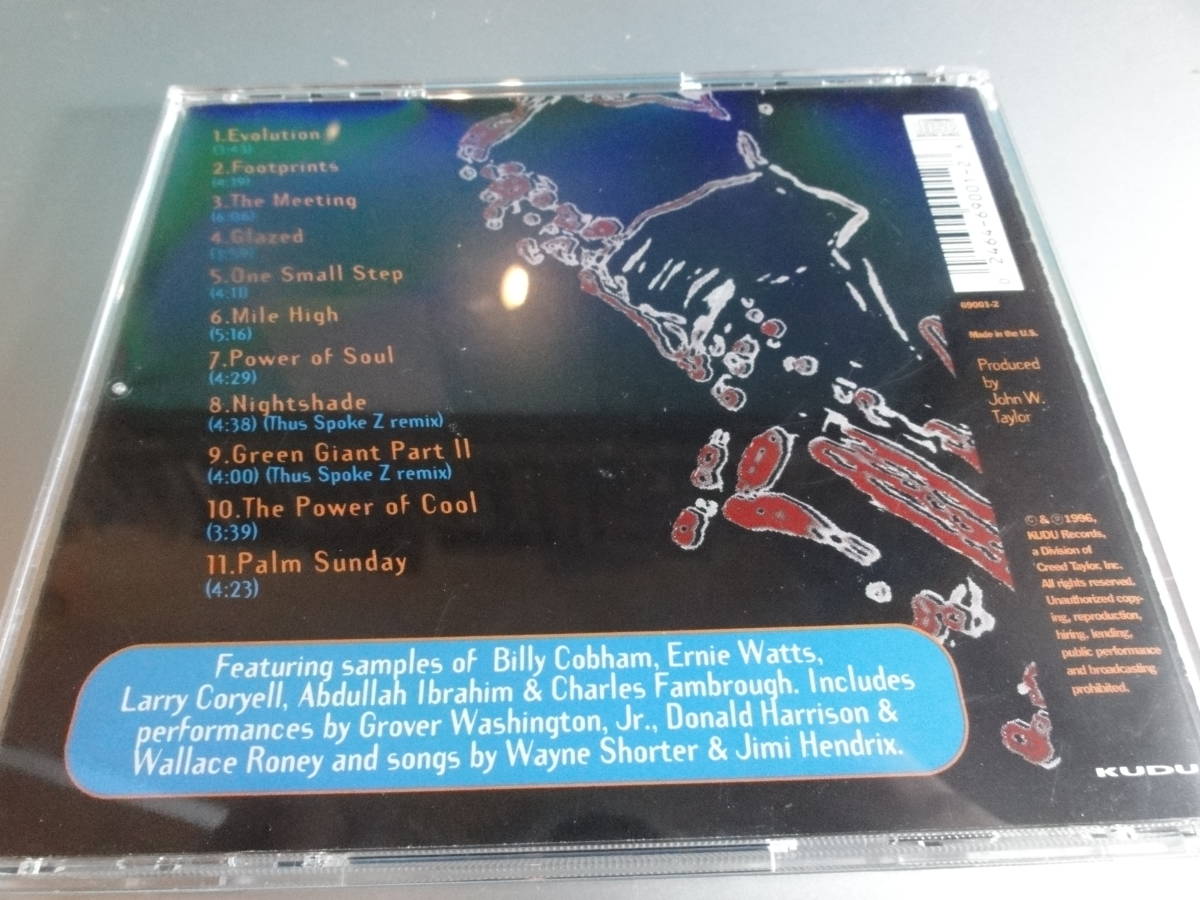 1.Evolution
(3:43)
2.Footprints
(4:19)
3.The Meeting
(6:06)
4.Glazed
5.One Small Step
(4:11)
6.Mile High
(5:16)
7.Power of Soul
(4:29)
8.Nightshade
(4:38) (Thus Spoke Z remix)
9.Green Giant Part II
(4:00) (Thus Spoke Z remix)
10.The Power of Cool
(3:39)
11.Palm Sunday
(4:23)
Featuring samples of Billy Cobham, Ernie Watts,
Larry Coryell, Abdullah Ibrahim & Charles Fambrough. Includes
performances by Grover Washington, Jr., Donald Harrison &
Wallace Roney and songs by Wayne Shorter & Jimi Hendrix.
0 2464-69001-2
69001-2
Made in the U.S.
Produced
by
John W.
Taylor
© & ℗ 1996,
KUDU Records,
a Division of
Creed Taylor, Inc.
All rights reserved.
Unauthorized copy-
ing, reproduction,
hiring, lending,
public performance
and broadcasting
prohibited.
KUDU